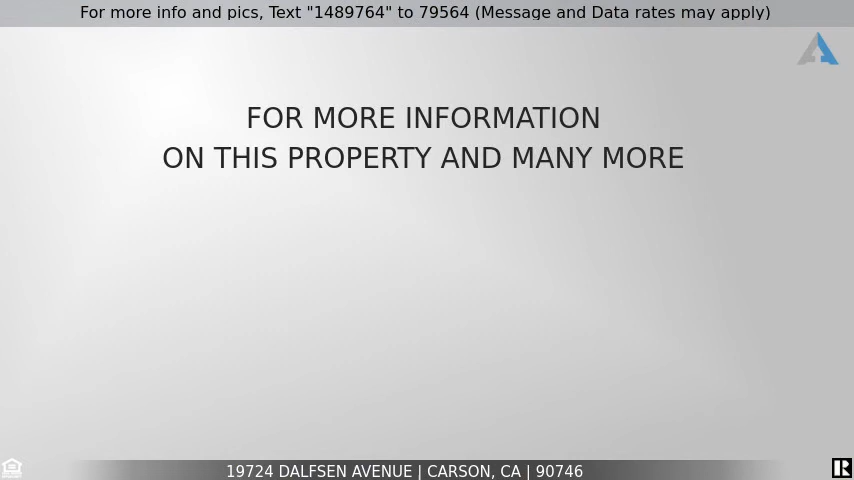 For more info and pics, Text "1489764" to 79564 (Message and Data rates may apply)
FOR MORE INFORMATION
ON THIS PROPERTY AND MANY MORE
19724 DALFSEN AVENUE | CARSON, CA | 90746